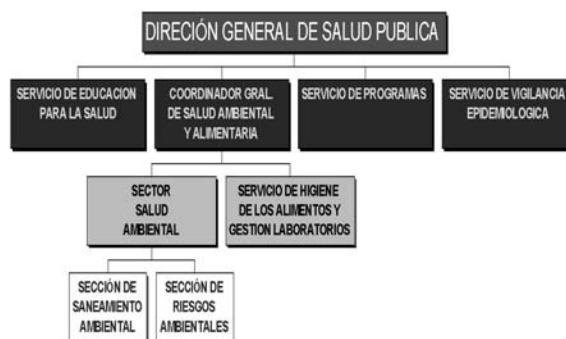 DIRECIÓN GENERAL DE SALUD PUBLICA
SERVICIO DE EDUCACION
PARA LA SALUD
COORDINADOR GRAL.
DE SALUD AMBIENTAL
Y ALIMENTARIA
SERVICIO DE PROGRAMAS
SERVICIO DE VIGILANCIA
EPIDEMIOLOGICA
SECTOR
SALUD
AMBIENTAL
SERVICIO DE HIGIENE
DE LOS ALIMENTOS Y
GESTION LABORATORIOS
SECCIÓN DE
SANEAMIENTO
AMBIENTAL
SECCIÓN DE
RIESGOS
AMBIENTALES